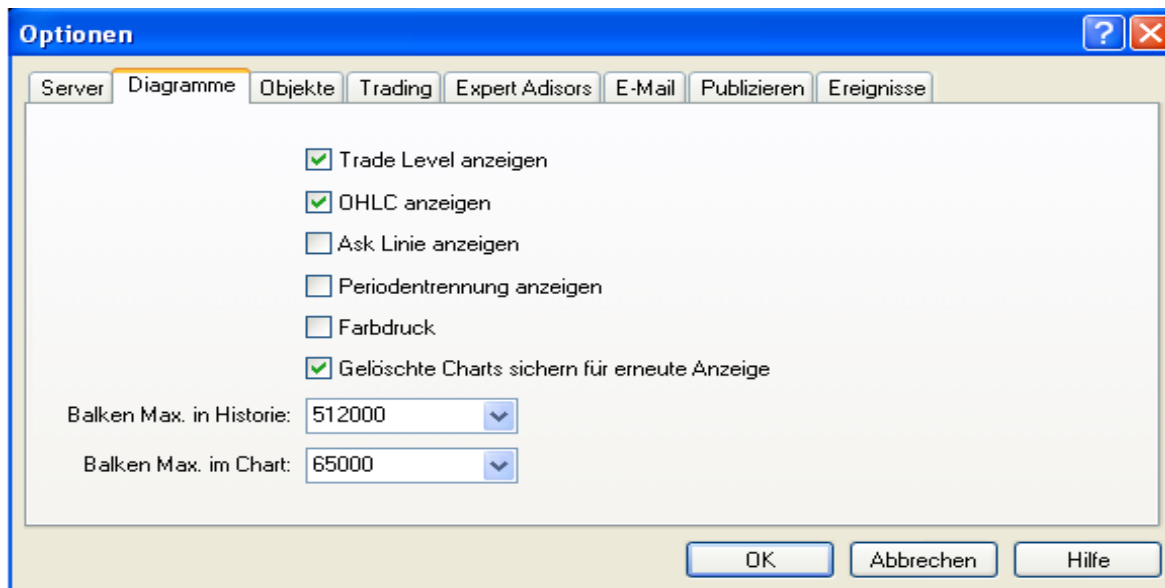 Optionen
Server Diagramme Objekte Trading Expert Adisors E-Mail Publizieren Ereignisse
Trade Level anzeigen
OHLC anzeigen
Ask Linie anzeigen
Periodentrennung anzeigen
Farbdruck
Gelöschte Charts sichern für erneute Anzeige
Balken Max. in Historie: 512000
Balken Max. im Chart: 65000
OK Abbrechen Hilfe